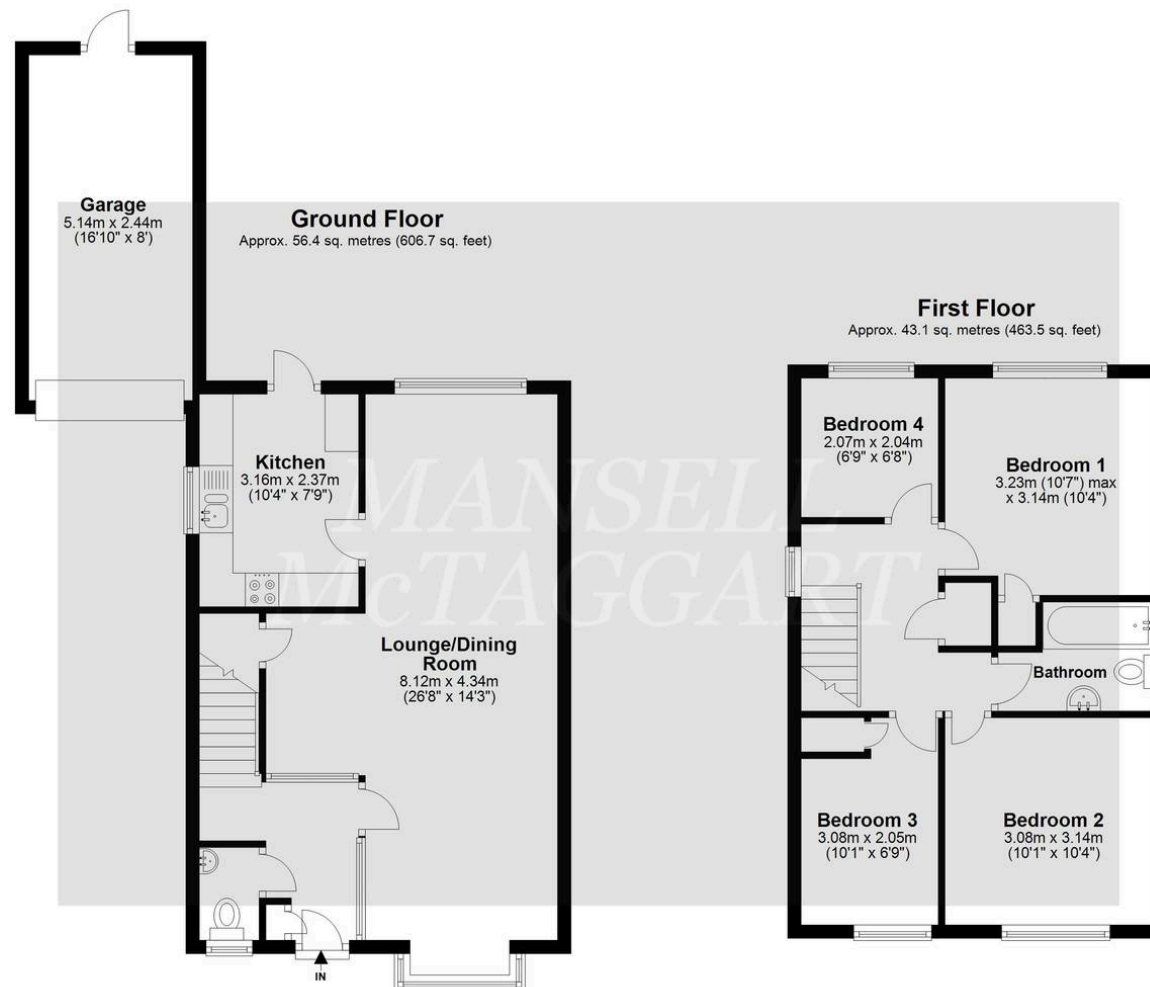 Garage
5.14m x 2.44m
(16'10" x 8')
Ground Floor
Approx. 56.4 sq. metres (606.7 sq. feet)
Kitchen
3.16m x 2.37m
(10'4" x 7'9")
Lounge/Dining
Room
8.12m x 4.34m
(26'8" x 14'3")
IN
First Floor
Approx. 43.1 sq. metres (463.5 sq. feet)
Bedroom 4
2.07m x 2.04m
(6'9" x 6'8")
Bedroom 1
3.23m (10'7") max
x 3.14m (10'4")
Bathroom
Bedroom 3
3.08m x 2.05m
(10'1" x 6'9")
Bedroom 2
3.08m x 3.14m
(10'1" x 10'4")
MANSELL
McTAGGART